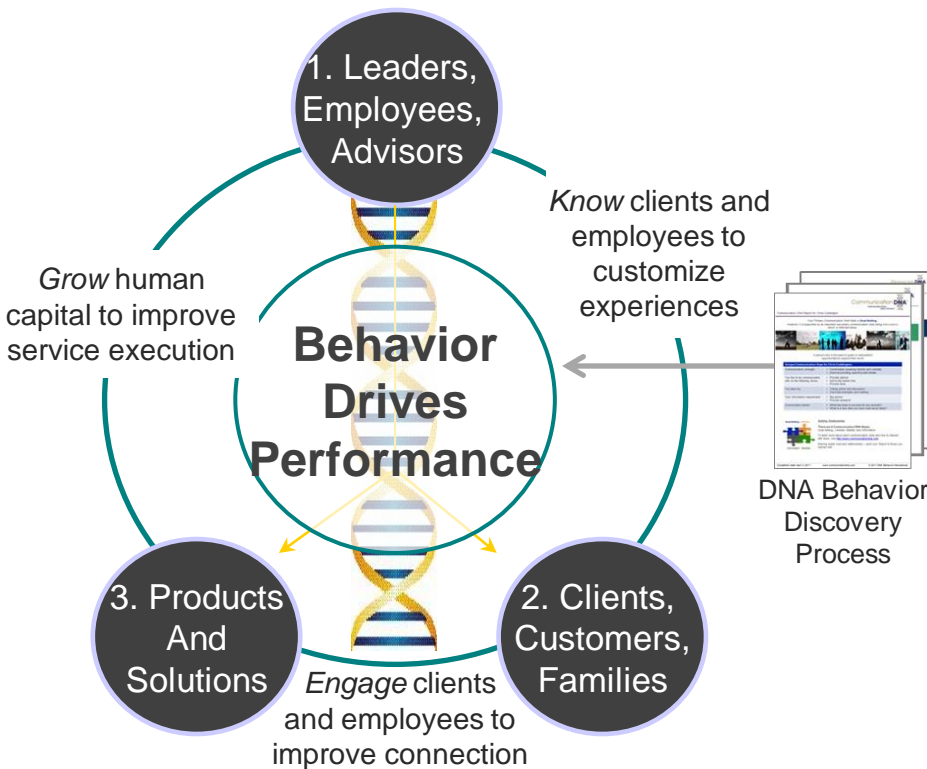 1. Leaders,
Employees,
Advisors
Know clients and
employees to
customize
experiences
Grow human
capital to improve
service execution
Behavior
Drives
Performance
Communication DNA
DNA Behavior
Discovery
Process
3. Products
And
Solutions
2. Clients,
Customers,
Families
Engage clients
and employees to
improve connection